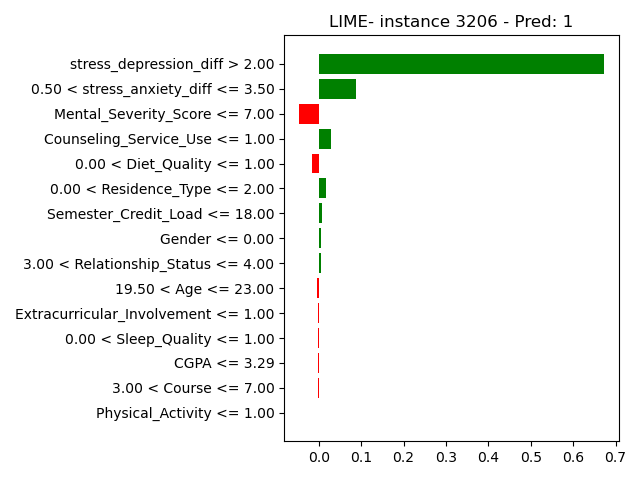 LIME- instance 3206 - Pred: 1
stress_depression_diff > 2.00
0.50 < stress_anxiety_diff <= 3.50
Mental_Severity_Score <= 7.00
Counseling_Service_Use <= 1.00
0.00 < Diet_Quality <= 1.00
0.00 < Residence_Type <= 2.00
Semester_Credit_Load <= 18.00
Gender <= 0.00
3.00 < Relationship_Status <= 4.00
19.50 < Age <= 23.00
Extracurricular_Involvement <= 1.00
0.00 < Sleep_Quality <= 1.00
CGPA <= 3.29
3.00 < Course <= 7.00
Physical_Activity <= 1.00
0.0 0.1 0.2 0.3 0.4 0.5 0.6 0.7